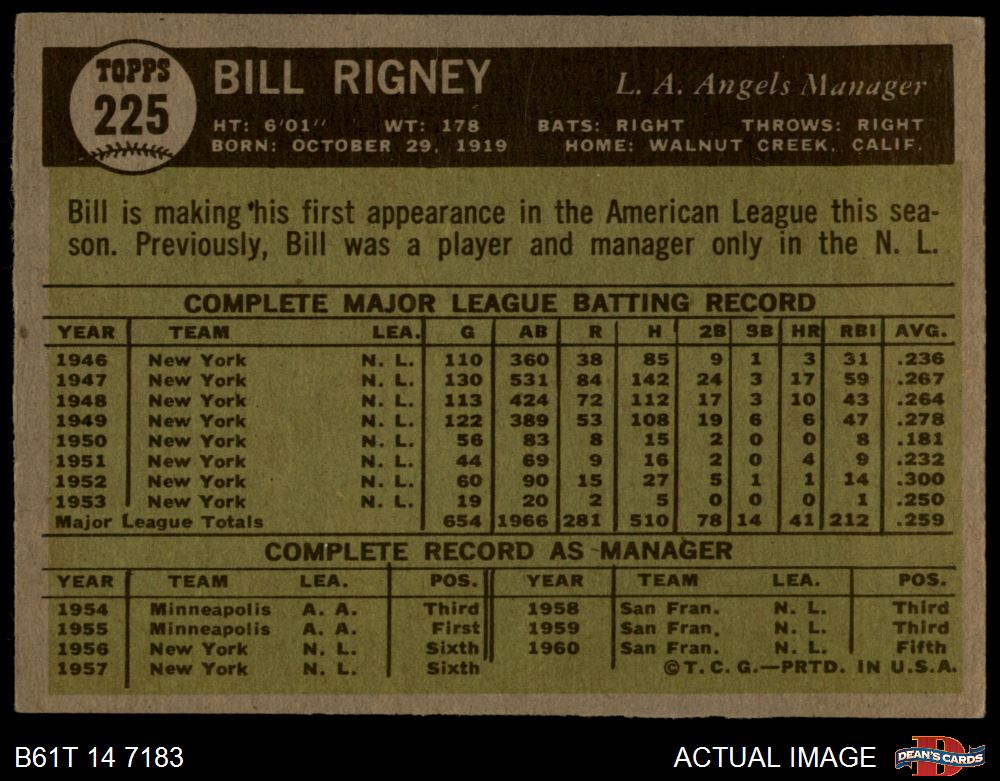 TOPPS
225
BILL RIGNEY
L. A. Angels Manager
HT: 6'01" WT: 178 BATS: RIGHT THROWS: RIGHT
BORN: OCTOBER 29, 1919 HOME: WALNUT CREEK, CALIF.
Bill is making his first appearance in the American League this sea-
son. Previously, Bill was a player and manager only in the N. L.
COMPLETE MAJOR LEAGUE BATTING RECORD
YEAR TEAM LEA. G AB R H 2B SB HR RBI AVG.
1946 New York N. L. 110 360 38 85 9 1 3 31 .236
1947 New York N. L. 130 531 84 142 24 3 17 59 .267
1948 New York N. L. 113 424 72 112 17 3 10 43 .264
1949 New York N. L. 122 389 53 108 19 6 6 47 .278
1950 New York N. L. 56 83 8 15 2 0 0 8 .181
1951 New York N. L. 44 69 9 16 2 0 4 9 .232
1952 New York N. L. 60 90 15 27 5 1 1 14 .300
1953 New York N. L. 19 20 2 5 0 0 0 1 .250
Major League Totals 654 1966 281 510 78 14 41 212 .259
COMPLETE RECORD AS MANAGER
YEAR TEAM LEA. POS. YEAR TEAM LEA. POS.
1954 Minneapolis A. A. Third 1958 San Fran. N. L. Third
1955 Minneapolis A. A. First 1959 San Fran. N. L. Third
1956 New York N. L. Sixth 1960 San Fran. N. L. Fifth
1957 New York N. L. Sixth ©T. C. G.—PRTD. IN U.S.A.
B61T 14 7183 ACTUAL IMAGE
D
DEAN'S CARDS